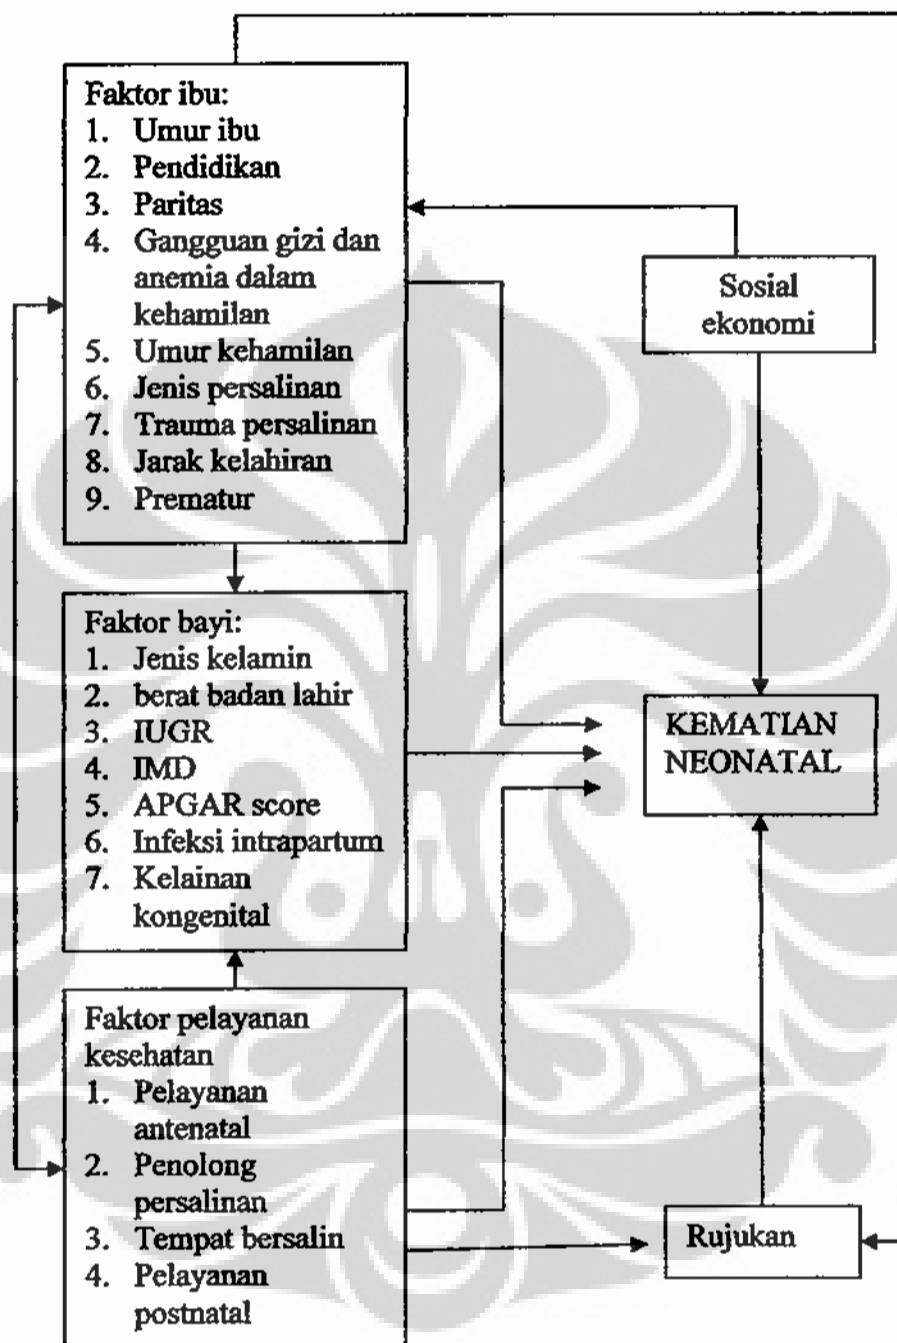 Faktor ibu:
1. Umur ibu
2. Pendidikan
3. Paritas
4. Gangguan gizi dan
anemia dalam
kehamilan
5. Umur kehamilan
6. Jenis persalinan
7. Trauma persalinan
8. Jarak kelahiran
9. Prematur
Sosial
ekonomi
Faktor bayi:
1. Jenis kelamin
2. berat badan lahir
3. IUGR
4. IMD
5. APGAR score
6. Infeksi intrapartum
7. Kelainan
kongenital
KEMATIAN
NEONATAL
Faktor pelayanan
kesehatan
1. Pelayanan
antenatal
2. Penolong
persalinan
3. Tempat bersalin
4. Pelayanan
postnatal
Rujukan